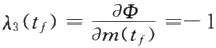 λ₃(t_f) = ∂Φ/∂m(t_f) = −1